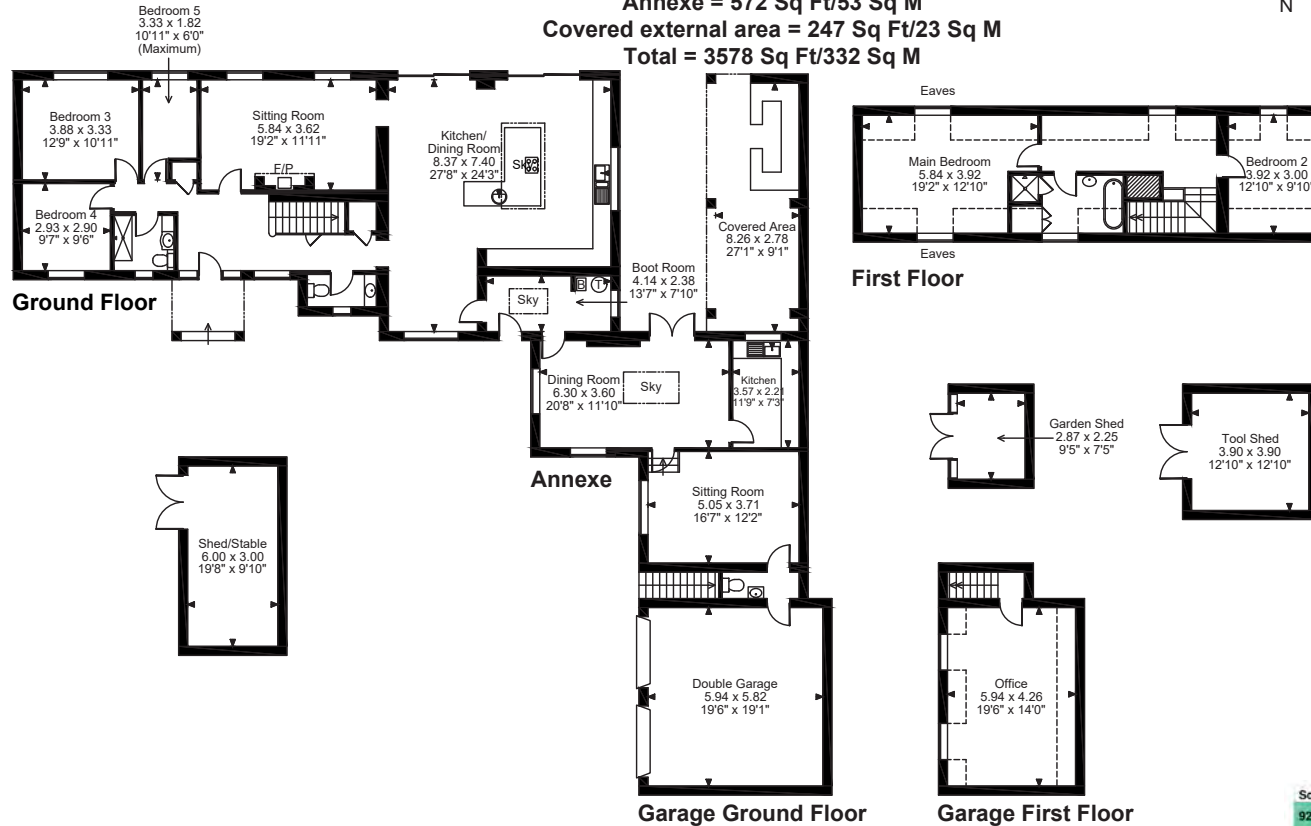 Annexe = 572 Sq Ft/53 Sq M
Covered external area = 247 Sq Ft/23 Sq M
Total = 3578 Sq Ft/332 Sq M
N
Bedroom 5
3.33 x 1.82
10'11" x 6'0"
(Maximum)
Bedroom 3
3.88 x 3.33
12'9" x 10'11"
Sitting Room
5.84 x 3.62
19'2" x 11'11"
F/P
Kitchen/
Dining Room
8.37 x 7.40
27'8" x 24'3"
Sky
Bedroom 4
2.93 x 2.90
9'7" x 9'6"
Ground Floor
Covered Area
8.26 x 2.78
27'1" x 9'1"
Boot Room
4.14 x 2.38
13'7" x 7'10"
Sky
B
T
Eaves
Main Bedroom
5.84 x 3.92
19'2" x 12'10"
Bedroom 2
3.92 x 3.00
12'10" x 9'10"
Eaves
First Floor
Dining Room
6.30 x 3.60
20'8" x 11'10"
Sky
Kitchen
3.57 x 2.21
11'9" x 7'3"
Annexe
Sitting Room
5.05 x 3.71
16'7" x 12'2"
Garden Shed
2.87 x 2.25
9'5" x 7'5"
Tool Shed
3.90 x 3.90
12'10" x 12'10"
Shed/Stable
6.00 x 3.00
19'8" x 9'10"
Double Garage
5.94 x 5.82
19'6" x 19'1"
Office
5.94 x 4.26
19'6" x 14'0"
Garage Ground Floor
Garage First Floor
92